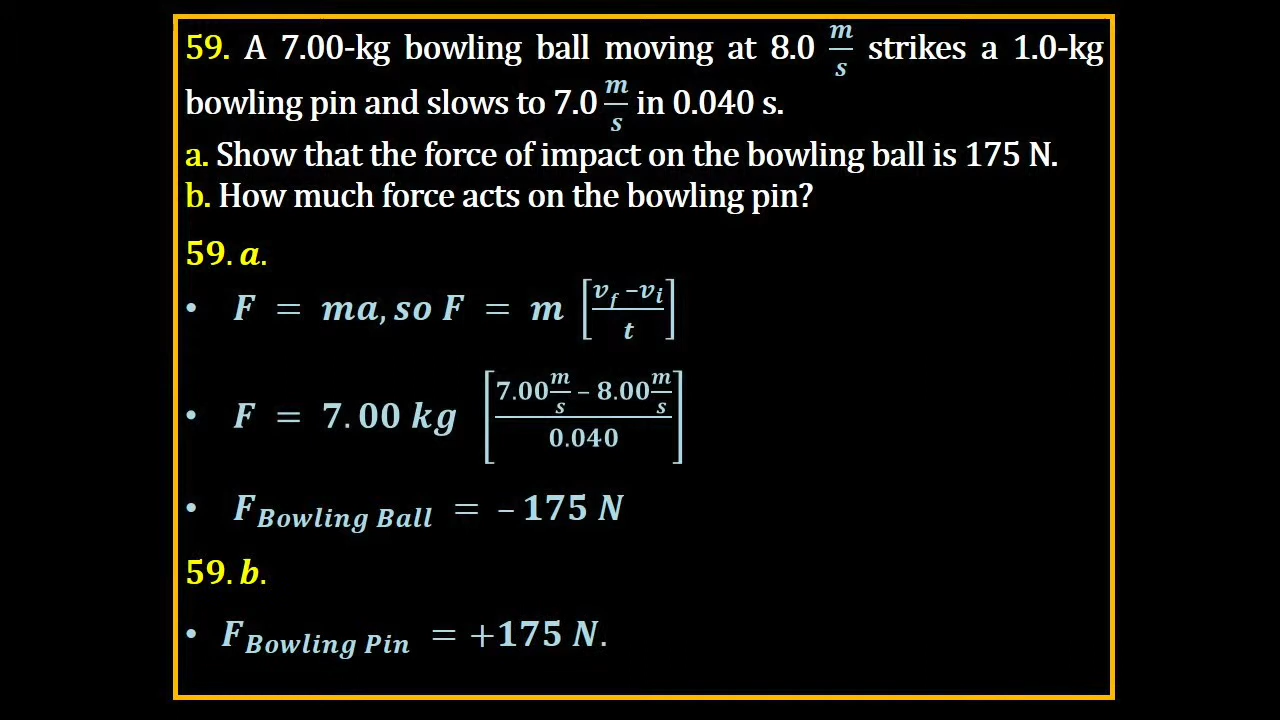 59. A 7.00-kg bowling ball moving at 8.0 m/s strikes a 1.0-kg
bowling pin and slows to 7.0 m/s in 0.040 s.
a. Show that the force of impact on the bowling ball is 175 N.
b. How much force acts on the bowling pin?
59. a.
• F = ma, so F = m [(v_f – v_i)/t]
• F = 7.00 kg [(7.00 m/s – 8.00 m/s)/0.040]
• F_Bowling Ball = – 175 N
59. b.
• F_Bowling Pin = +175 N.